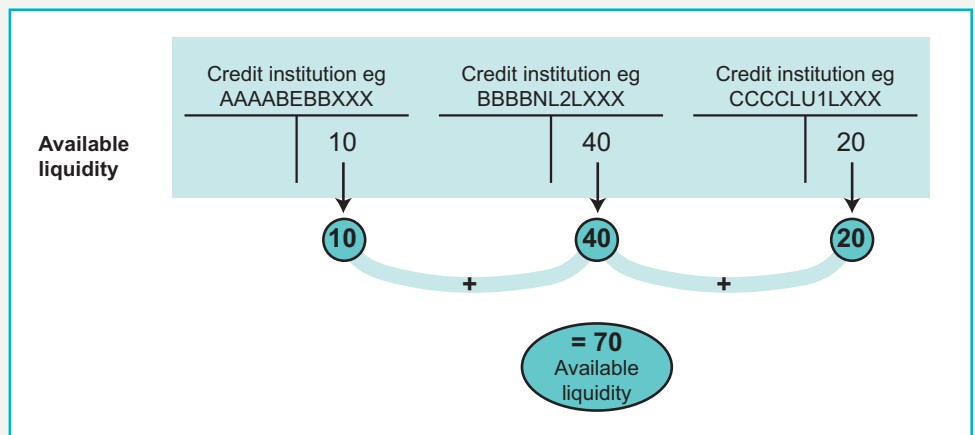 Credit institution eg
AAAABEBBXXX
Credit institution eg
BBBBNL2LXXX
Credit institution eg
CCCCLU1LXXX
Available
liquidity
10
40
20
10
40
20
+
+
= 70
Available
liquidity